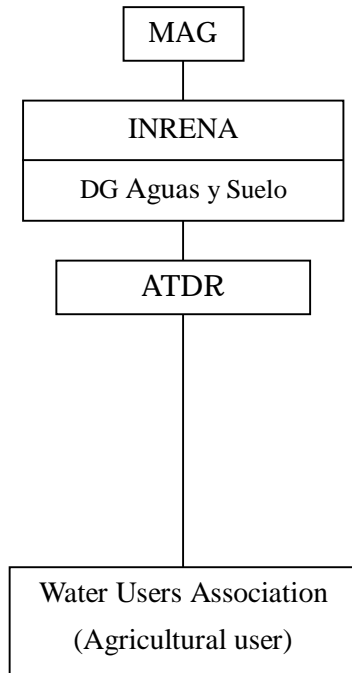 MAG
INRENA
DG Aguas y Suelo
ATDR
Water Users Association
(Agricultural user)